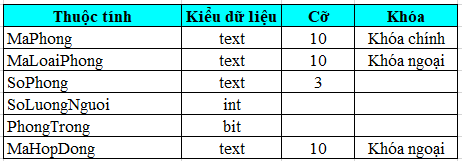 Thuộc tính Kiểu dữ liệu Cỡ Khóa
MaPhong text 10 Khóa chính
MaLoaiPhong text 10 Khóa ngoại
SoPhong text 3
SoLuongNguoi int
PhongTrong bit
MaHopDong text 10 Khóa ngoại